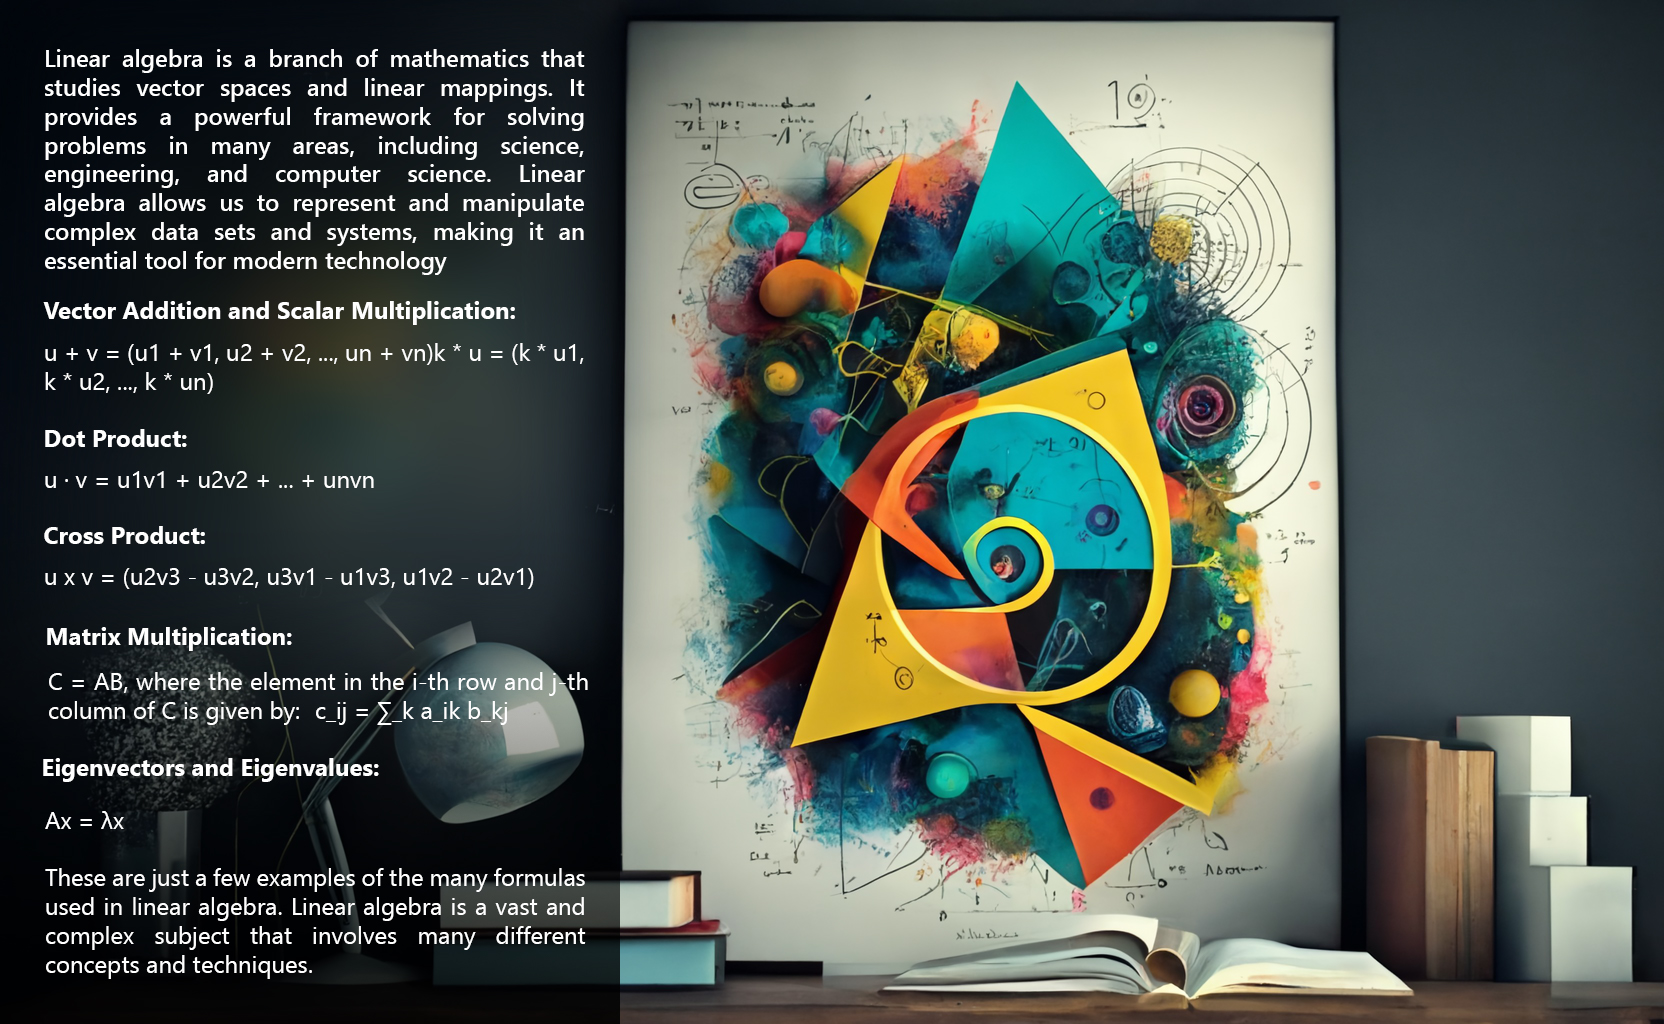 Linear algebra is a branch of mathematics that
studies vector spaces and linear mappings. It
provides a powerful framework for solving
problems in many areas, including science,
engineering, and computer science. Linear
algebra allows us to represent and manipulate
complex data sets and systems, making it an
essential tool for modern technology
Vector Addition and Scalar Multiplication:
u + v = (u1 + v1, u2 + v2, ..., un + vn)k * u = (k * u1,
k * u2, ..., k * un)
Dot Product:
u · v = u1v1 + u2v2 + ... + unvn
Cross Product:
u x v = (u2v3 - u3v2, u3v1 - u1v3, u1v2 - u2v1)
Matrix Multiplication:
C = AB, where the element in the i-th row and j-th
column of C is given by:  c_ij = ∑_k a_ik b_kj
Eigenvectors and Eigenvalues:
Ax = λx
These are just a few examples of the many formulas
used in linear algebra. Linear algebra is a vast and
complex subject that involves many different
concepts and techniques.